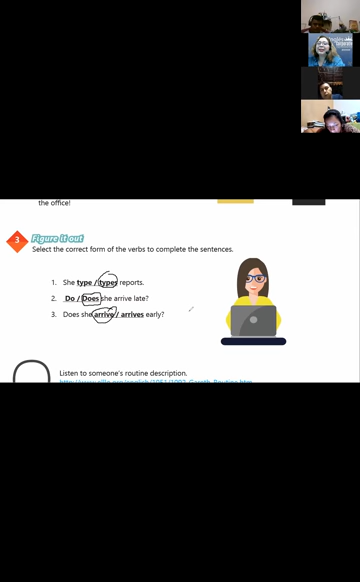 the office!
3. Figure it out
Select the correct form of the verbs to complete the sentences.
1. She type / types reports.
2. Do / Does she arrive late?
3. Does she arrive / arrives early?
Listen to someone's routine description.